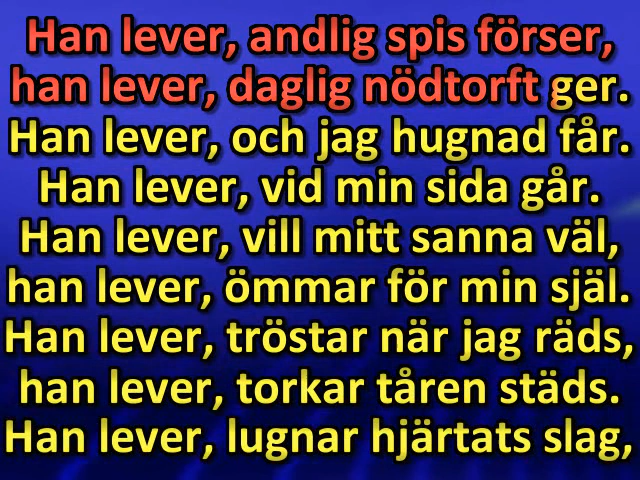 Han lever, andlig spis förser,
han lever, daglig nödtorft ger.
Han lever, och jag hugnad får.
Han lever, vid min sida går.
Han lever, vill mitt sanna väl,
han lever, ömmar för min själ.
Han lever, tröstar när jag räds,
han lever, torkar tåren städs.
Han lever, lugnar hjärtats slag,